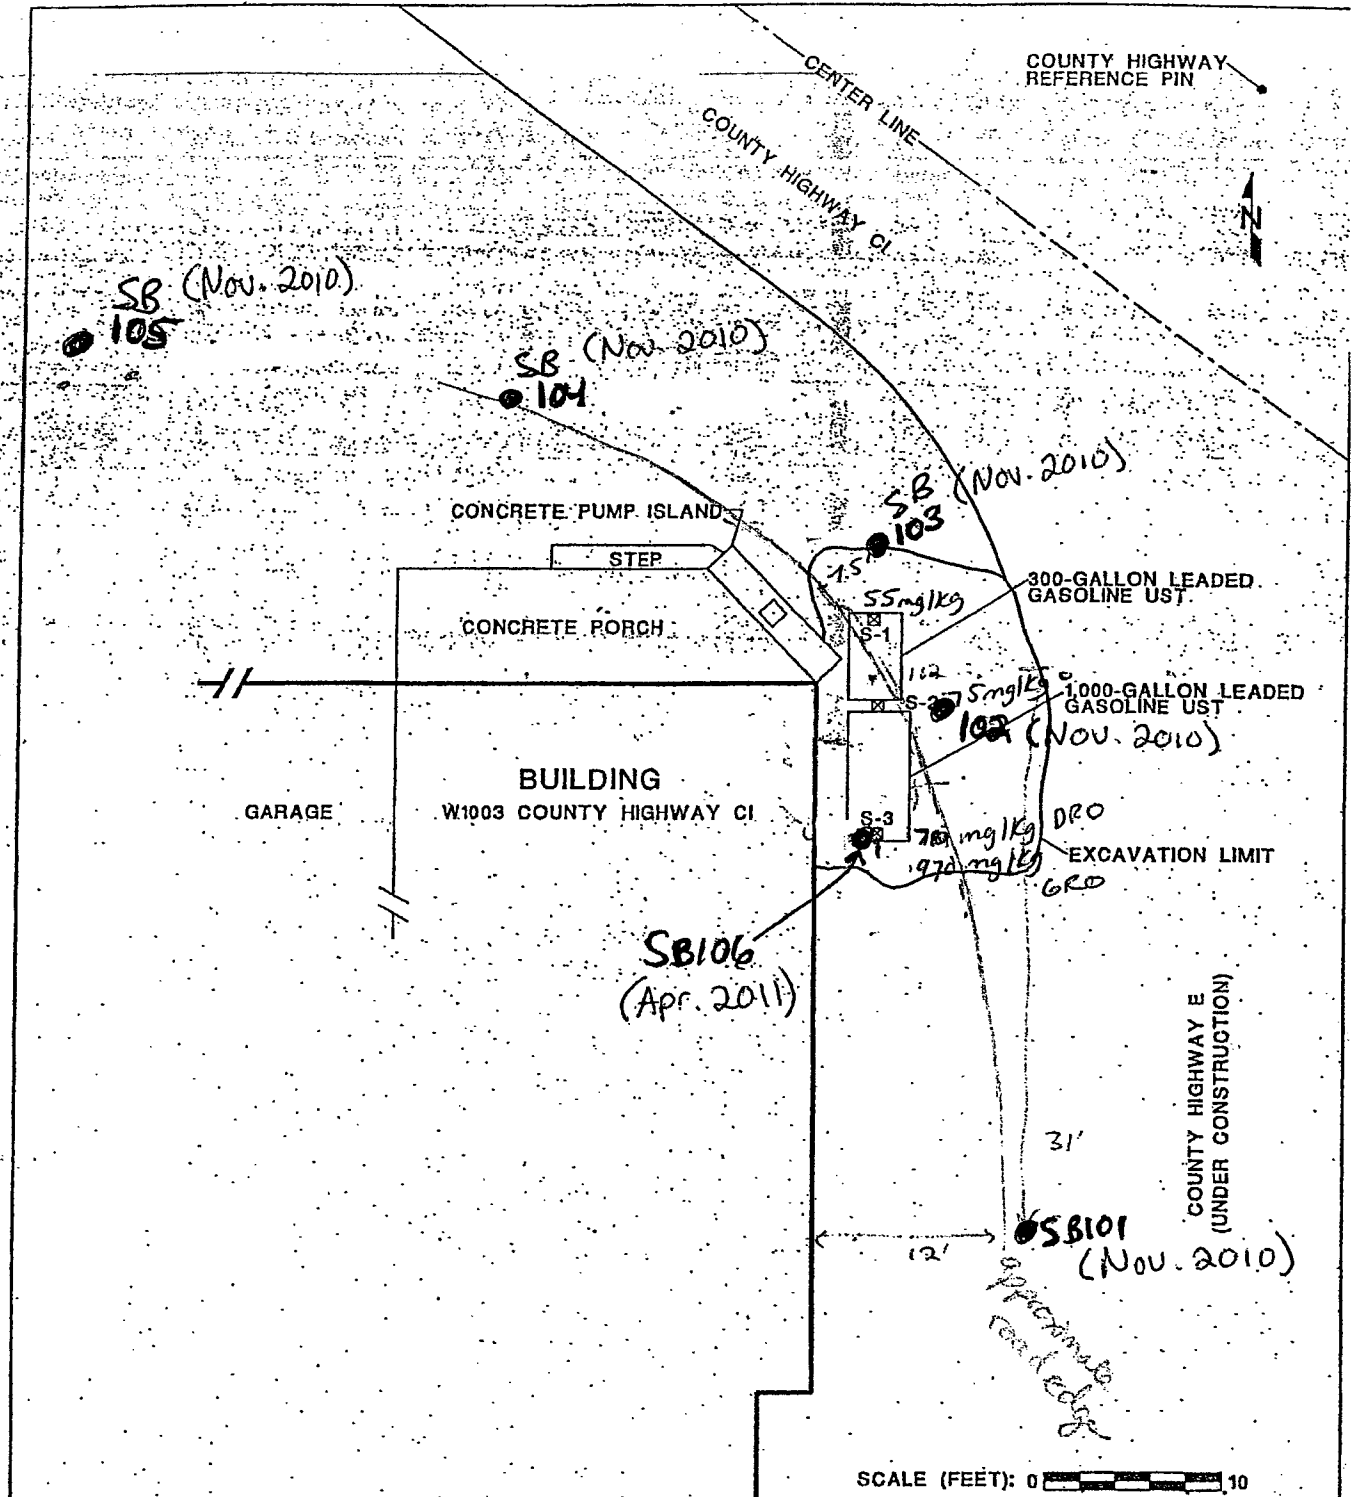 COUNTY HIGHWAY
REFERENCE PIN
CENTER LINE
COUNTY HIGHWAY CI
N
SB (Nov. 2010)
105
SB (Nov. 2010)
104
SB (Nov. 2010)
103
CONCRETE PUMP ISLAND
STEP
CONCRETE PORCH
55mg/kg
S-1
300-GALLON LEADED
GASOLINE UST
S-2
75mg/kg
102 (Nov. 2010)
1,000-GALLON LEADED
GASOLINE UST
BUILDING
W1003 COUNTY HIGHWAY CI
GARAGE
S-3
mg/kg DRO
970 mg/kg
GRO
EXCAVATION LIMIT
SB106
(Apr. 2011)
COUNTY HIGHWAY E
(UNDER CONSTRUCTION)
31'
SB101
(Nov. 2010)
12'
approximate
road edge
SCALE (FEET): 0 10